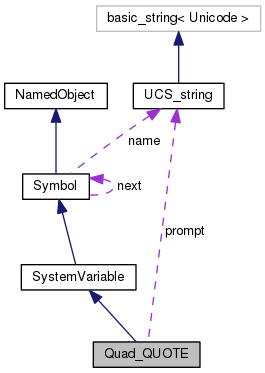 basic_string< Unicode >
NamedObject
UCS_string
name
Symbol
next
prompt
SystemVariable
Quad_QUOTE